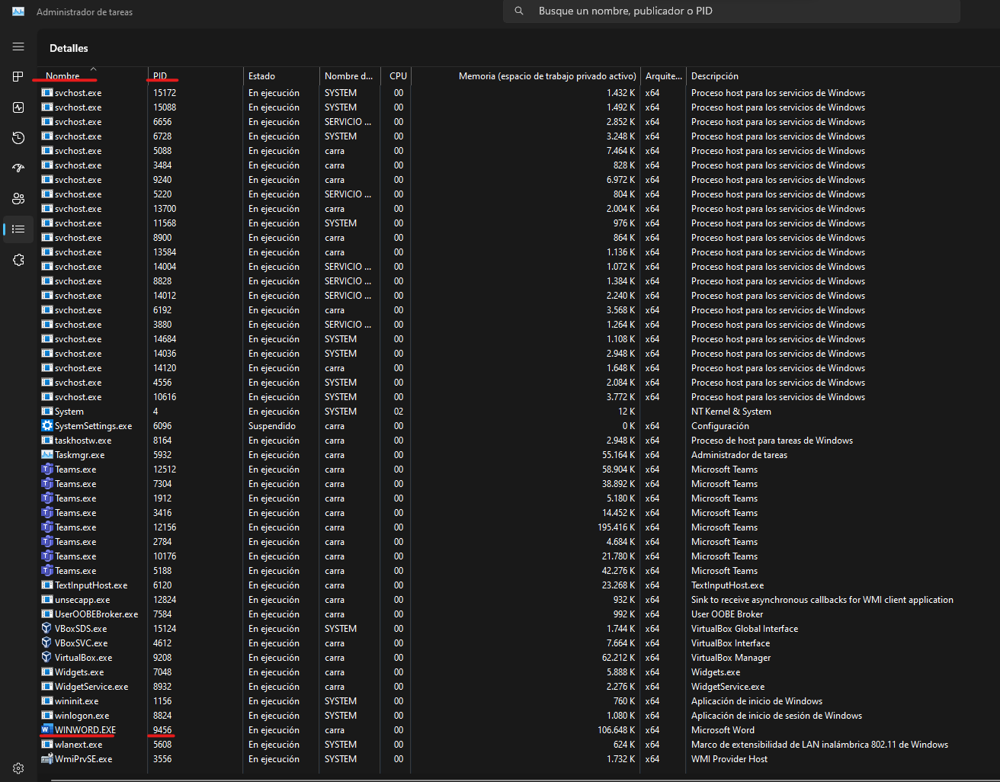 Administrador de tareas
Busque un nombre, publicador o PID
Detalles
Nombre PID Estado Nombre d... CPU Memoria (espacio de trabajo privado activo) Arquite... Descripción
svchost.exe 15172 En ejecución SYSTEM 00 1.432 K x64 Proceso host para los servicios de Windows
svchost.exe 15088 En ejecución SYSTEM 00 1.492 K x64 Proceso host para los servicios de Windows
svchost.exe 6656 En ejecución SERVICIO ... 00 2.852 K x64 Proceso host para los servicios de Windows
svchost.exe 6728 En ejecución SYSTEM 00 3.248 K x64 Proceso host para los servicios de Windows
svchost.exe 5088 En ejecución carra 00 7.464 K x64 Proceso host para los servicios de Windows
svchost.exe 3484 En ejecución carra 00 828 K x64 Proceso host para los servicios de Windows
svchost.exe 9240 En ejecución carra 00 6.972 K x64 Proceso host para los servicios de Windows
svchost.exe 5220 En ejecución SERVICIO ... 00 804 K x64 Proceso host para los servicios de Windows
svchost.exe 13700 En ejecución carra 00 2.004 K x64 Proceso host para los servicios de Windows
svchost.exe 11568 En ejecución SYSTEM 00 976 K x64 Proceso host para los servicios de Windows
svchost.exe 8900 En ejecución carra 00 864 K x64 Proceso host para los servicios de Windows
svchost.exe 13584 En ejecución carra 00 1.136 K x64 Proceso host para los servicios de Windows
svchost.exe 14004 En ejecución SERVICIO ... 00 1.072 K x64 Proceso host para los servicios de Windows
svchost.exe 8828 En ejecución SERVICIO ... 00 1.384 K x64 Proceso host para los servicios de Windows
svchost.exe 14012 En ejecución SERVICIO ... 00 2.240 K x64 Proceso host para los servicios de Windows
svchost.exe 6192 En ejecución carra 00 3.568 K x64 Proceso host para los servicios de Windows
svchost.exe 3880 En ejecución SERVICIO ... 00 1.264 K x64 Proceso host para los servicios de Windows
svchost.exe 14684 En ejecución SYSTEM 00 1.108 K x64 Proceso host para los servicios de Windows
svchost.exe 14036 En ejecución SYSTEM 00 2.948 K x64 Proceso host para los servicios de Windows
svchost.exe 14120 En ejecución carra 00 1.648 K x64 Proceso host para los servicios de Windows
svchost.exe 4556 En ejecución SYSTEM 00 2.084 K x64 Proceso host para los servicios de Windows
svchost.exe 10616 En ejecución SYSTEM 00 3.772 K x64 Proceso host para los servicios de Windows
System 4 En ejecución SYSTEM 02 12 K NT Kernel & System
SystemSettings.exe 6096 Suspendido carra 00 0 K x64 Configuración
taskhostw.exe 8164 En ejecución carra 00 2.948 K x64 Proceso de host para tareas de Windows
Taskmgr.exe 5932 En ejecución carra 00 55.164 K x64 Administrador de tareas
Teams.exe 12512 En ejecución carra 00 58.904 K x64 Microsoft Teams
Teams.exe 7304 En ejecución carra 00 38.892 K x64 Microsoft Teams
Teams.exe 1912 En ejecución carra 00 5.180 K x64 Microsoft Teams
Teams.exe 3416 En ejecución carra 00 14.452 K x64 Microsoft Teams
Teams.exe 12156 En ejecución carra 00 195.416 K x64 Microsoft Teams
Teams.exe 2784 En ejecución carra 00 4.684 K x64 Microsoft Teams
Teams.exe 10176 En ejecución carra 00 21.780 K x64 Microsoft Teams
Teams.exe 5188 En ejecución carra 00 42.276 K x64 Microsoft Teams
TextInputHost.exe 6120 En ejecución carra 00 23.268 K x64 TextInputHost.exe
unsecapp.exe 12824 En ejecución carra 00 932 K x64 Sink to receive asynchronous callbacks for WMI client application
UserOOBEBroker.exe 7584 En ejecución carra 00 992 K x64 User OOBE Broker
VBoxSDS.exe 15124 En ejecución SYSTEM 00 1.744 K x64 VirtualBox Global Interface
VBoxSVC.exe 4612 En ejecución carra 00 7.664 K x64 VirtualBox Interface
VirtualBox.exe 9208 En ejecución carra 00 62.212 K x64 VirtualBox Manager
Widgets.exe 7048 En ejecución carra 00 5.888 K x64 Widgets.exe
WidgetService.exe 8932 En ejecución carra 00 2.276 K x64 WidgetService.exe
wininit.exe 1156 En ejecución SYSTEM 00 760 K x64 Aplicación de inicio de Windows
winlogon.exe 8824 En ejecución SYSTEM 00 1.080 K x64 Aplicación de inicio de sesión de Windows
WINWORD.EXE 9456 En ejecución carra 00 106.648 K x64 Microsoft Word
wlanext.exe 5608 En ejecución SYSTEM 00 624 K x64 Marco de extensibilidad de LAN inalámbrica 802.11 de Windows
WmiPrvSE.exe 3556 En ejecución SYSTEM 00 1.732 K x64 WMI Provider Host